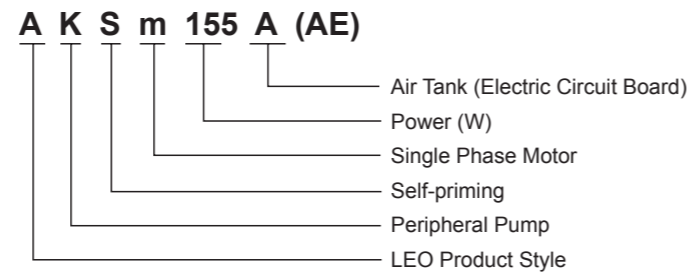 A K S m 155 A (AE)
Air Tank (Electric Circuit Board)
Power (W)
Single Phase Motor
Self-priming
Peripheral Pump
LEO Product Style